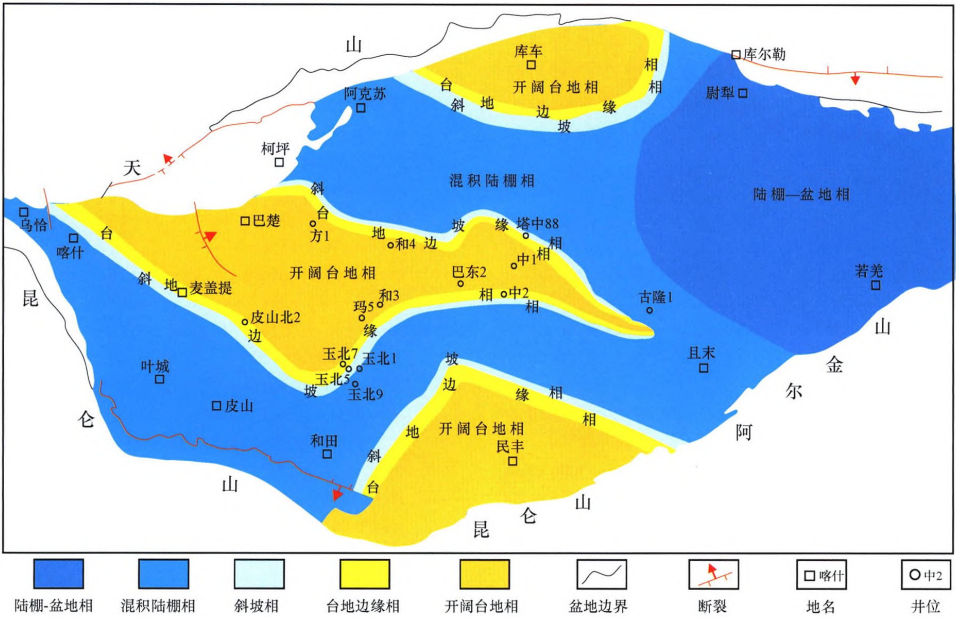 山
库车
库尔勒
台 地 边 缘 相
开阔台地相
斜 坡 相
尉犁
阿克苏
柯坪
天
混积陆棚相
陆棚—盆地相
斜 坡 相
台 地 边 缘 相
乌恰
巴楚
方1
塔中88
喀什
和4
中1
开阔台地相
巴东2
若羌
昆
斜 坡 相
台 地 边 缘 相
麦盖提
和3
中2
古隆1
玛5
皮山北2
山
玉北7
玉北1
且末
金
叶城
玉北5
玉北9
尔
皮山
仑
斜 坡 相
台 地 边 缘 相
开阔台地相
阿
和田
民丰
山
昆 仑 山
中2
喀什
陆棚-盆地相
混积陆棚相
斜坡相
台地边缘相
开阔台地相
盆地边界
断裂
地名
井位